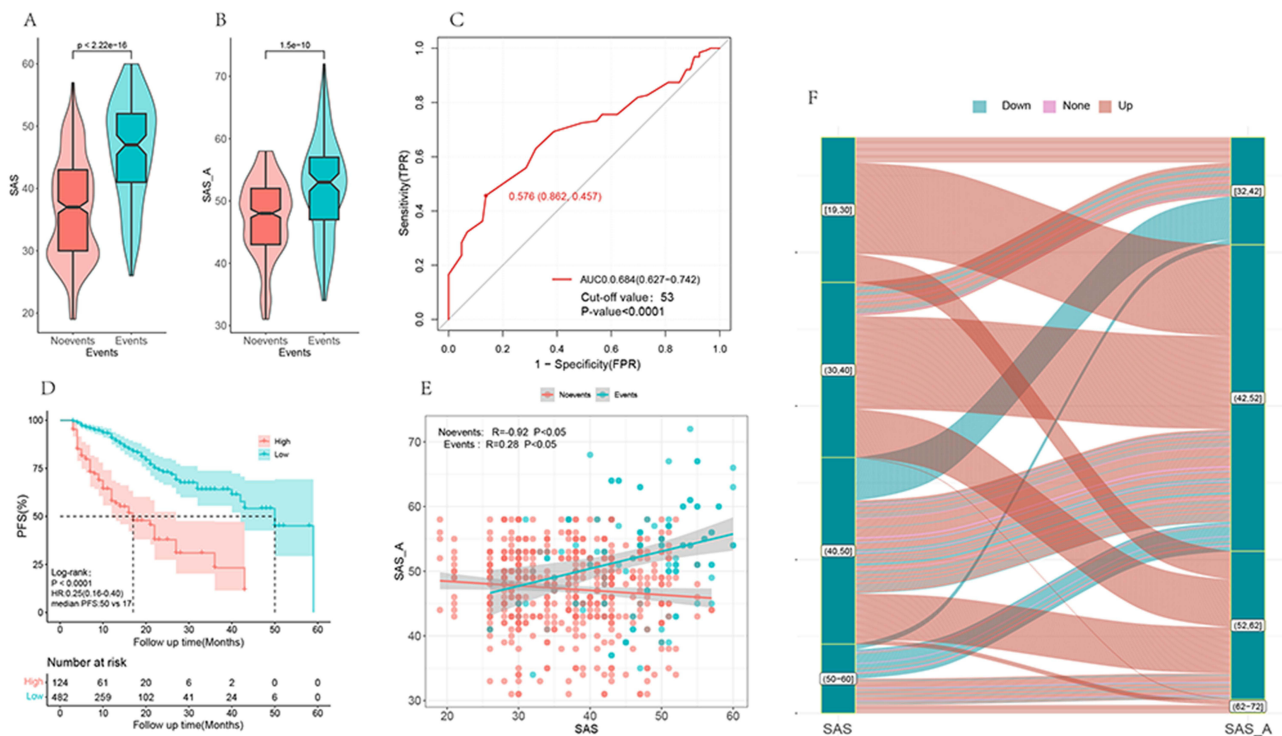 A
p < 2.22e−16
60
50
40
30
20
SAS
Noevents Events
Events
B
1.5e−10
70
60
50
40
30
SAS_A
Noevents Events
Events
C
1.0
0.8
0.6
0.4
0.2
0.0
Sensitivity(TPR)
0.576 (0.862, 0.457)
AUC0.0.684(0.627−0.742)
Cut-off value: 53
P-value<0.0001
0.0 0.2 0.4 0.6 0.8 1.0
1 − Specificity(FPR)
D
100
75
50
25
0
PFS(%)
High
Low
Log-rank:
P < 0.0001
HR:0.25(0.16-0.40)
median PFS:50 vs 17
0 10 20 30 40 50 60
Follow up time(Months)
Number at risk
High 124 61 20 6 2 0 0
Low 482 259 102 41 24 6 0
0 10 20 30 40 50 60
Follow up time(Months)
E
Noevents Events
Noevents: R=-0.92 P<0.05
Events : R=0.28 P<0.05
70
60
50
40
30
SAS_A
20 30 40 50 60
SAS
F
Down None Up
[19,30]
(30,40]
(40,50]
(50~60]
[32,42]
(42,52]
(52,62]
(62~72]
SAS SAS_A